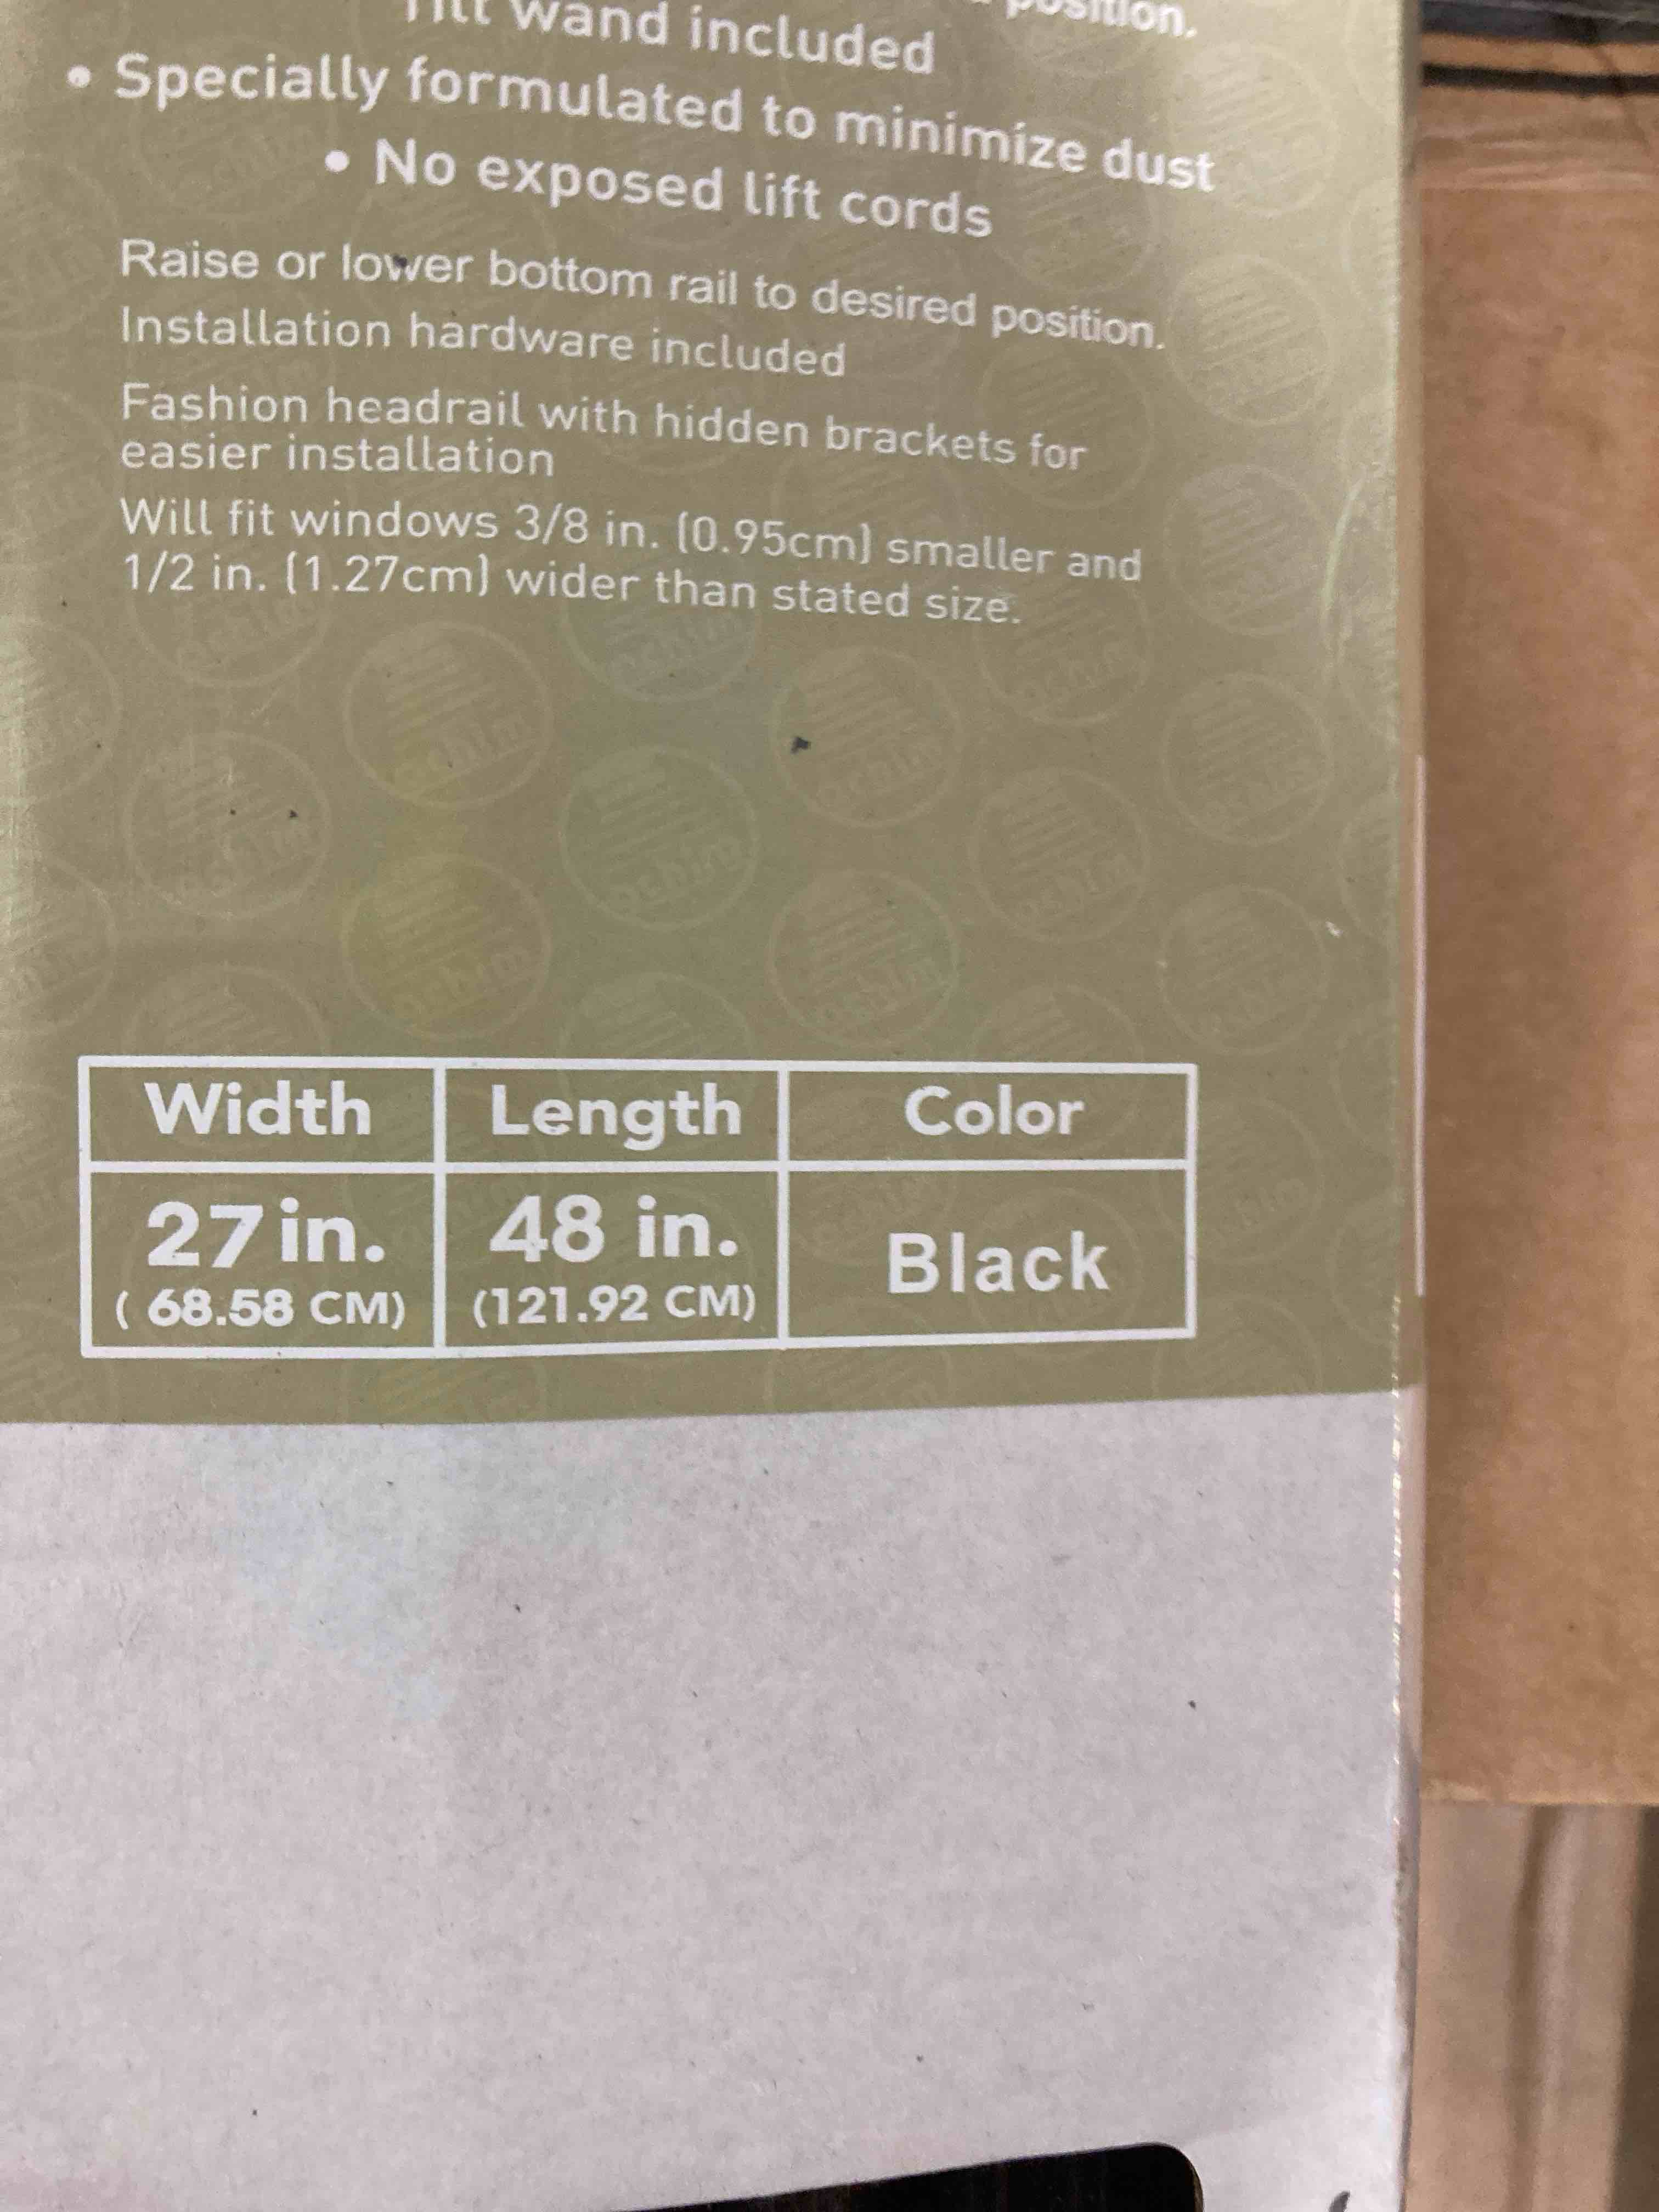 position.
Tilt wand included
• Specially formulated to minimize dust
• No exposed lift cords
Raise or lower bottom rail to desired position.
Installation hardware included
Fashion headrail with hidden brackets for
easier installation
Will fit windows 3/8 in. (0.95cm) smaller and
1/2 in. (1.27cm) wider than stated size.
Width Length Color
27 in. 48 in. Black
( 68.58 CM) (121.92 CM)